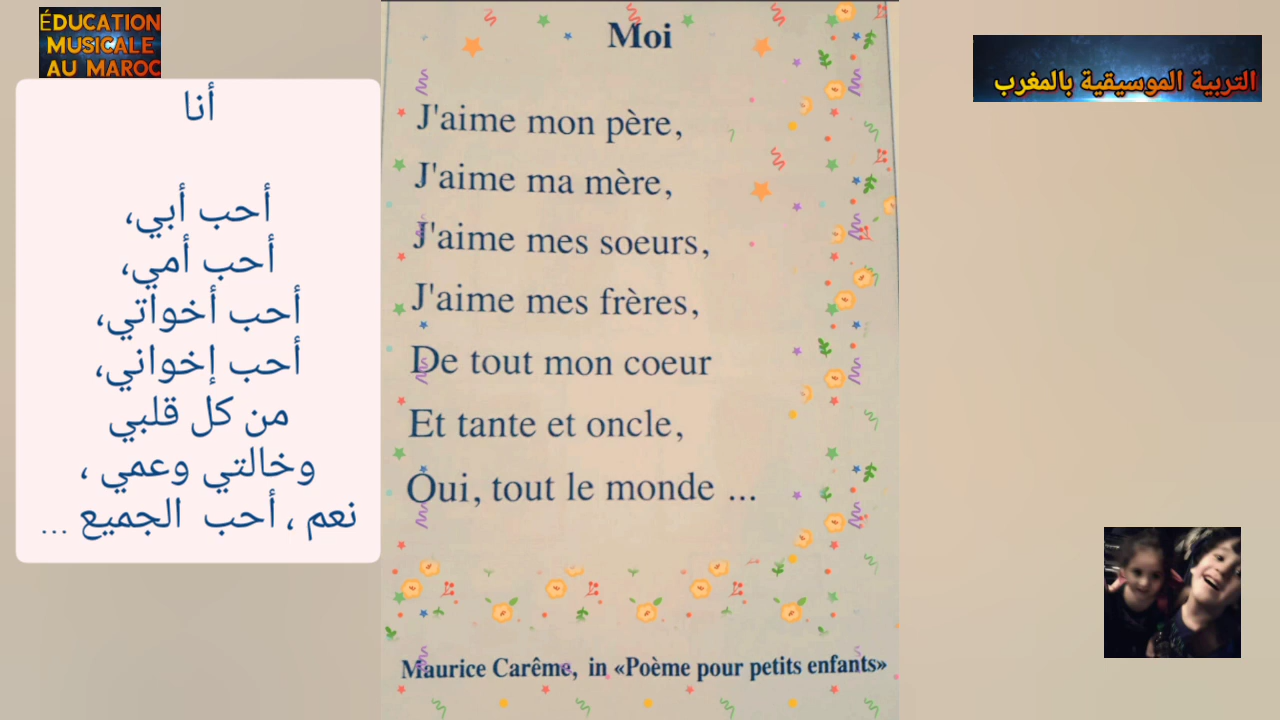 ÉDUCATION
MUSICALE
AU MAROC
أنا
أحب أبي،
أحب أمي،
أحب أخواتي،
أحب إخواني،
من كل قلبي
وخالتي وعمي ،
نعم ، أحب الجميع ...
Moi
J'aime mon père,
J'aime ma mère,
J'aime mes soeurs,
J'aime mes frères,
De tout mon coeur
Et tante et oncle,
Oui, tout le monde ...
Maurice Carême, in «Poème pour petits enfants»
التربية الموسيقية بالمغرب